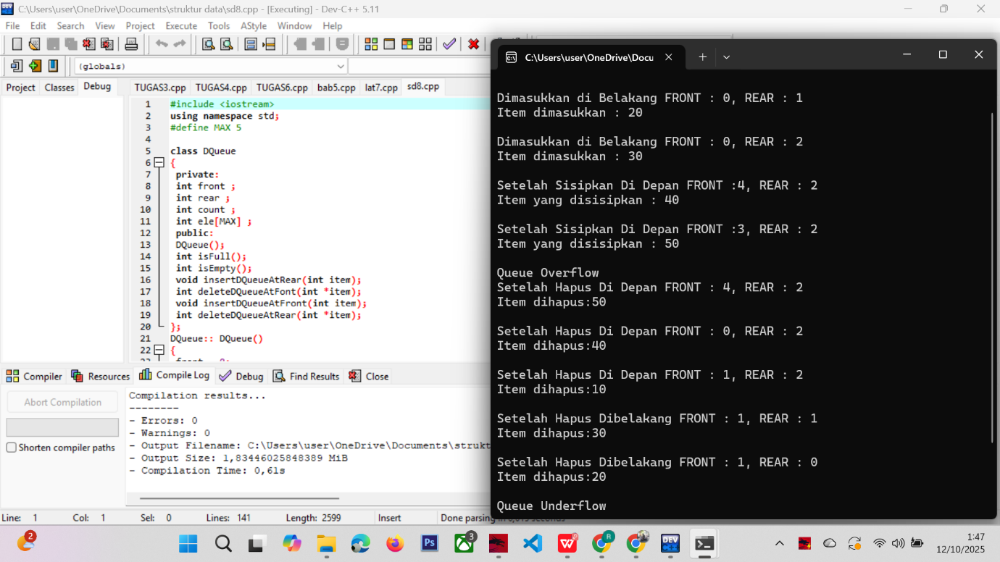 C:\Users\user\OneDrive\Documents\struktur data\sd8.cpp - [Executing] - Dev-C++ 5.11
File Edit Search View Project Execute Tools AStyle Window Help
(globals)
Project Classes Debug
TUGAS3.cpp TUGAS4.cpp TUGAS6.cpp bab5.cpp lat7.cpp sd8.cpp
1 #include <iostream>
2 using namespace std;
3 #define MAX 5
4
5 class DQueue
6 {
7 private:
8 int front ;
9 int rear ;
10 int count ;
11 int ele[MAX] ;
12 public:
13 DQueue();
14 int isFull();
15 int isEmpty();
16 void insertDQueueAtRear(int item);
17 int deleteDQueueAtFont(int *item);
18 void insertDQueueAtFront(int item);
19 int deleteDQueueAtRear(int *item);
20 };
21 DQueue:: DQueue()
22 {
C:\Users\user\OneDrive\Docu
Dimasukkan di Belakang FRONT : 0, REAR : 1
Item dimasukkan : 20
Dimasukkan di Belakang FRONT : 0, REAR : 2
Item dimasukkan : 30
Setelah Sisipkan Di Depan FRONT :4, REAR : 2
Item yang disisipkan : 40
Setelah Sisipkan Di Depan FRONT :3, REAR : 2
Item yang disisipkan : 50
Queue Overflow
Setelah Hapus Di Depan FRONT : 4, REAR : 2
Item dihapus:50
Setelah Hapus Di Depan FRONT : 0, REAR : 2
Item dihapus:40
Setelah Hapus Di Depan FRONT : 1, REAR : 2
Item dihapus:10
Setelah Hapus Dibelakang FRONT : 1, REAR : 1
Item dihapus:30
Setelah Hapus Dibelakang FRONT : 1, REAR : 0
Item dihapus:20
Queue Underflow
Compiler Resources Compile Log Debug Find Results Close
Abort Compilation
Shorten compiler paths
Compilation results...
--------
- Errors: 0
- Warnings: 0
- Output Filename: C:\Users\user\OneDrive\Documents\strukt
- Output Size: 1,83446025848389 MiB
- Compilation Time: 0,61s
Line: 1 Col: 1 Sel: 0 Lines: 141 Length: 2599 Insert Done parsing
2
Ps
3
R
DEV
1:47
12/10/2025